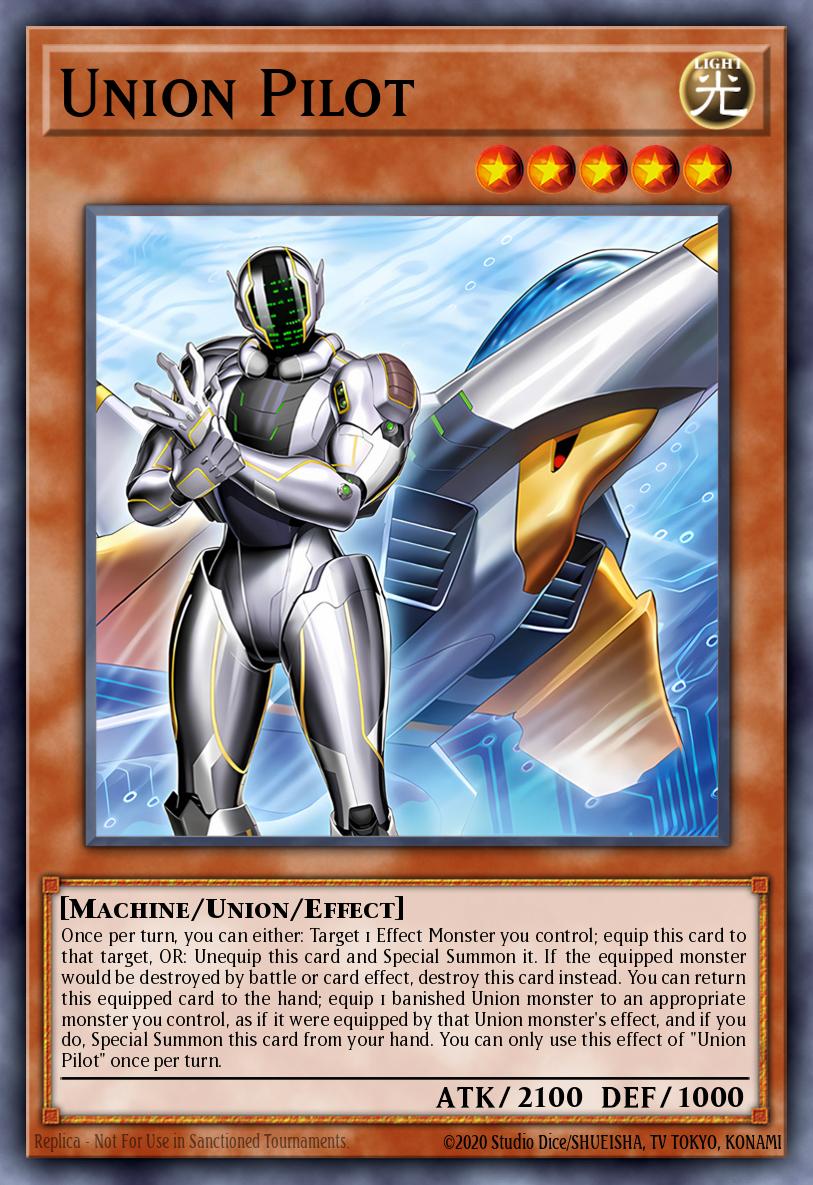 Union Pilot
LIGHT
光
[Machine/Union/Effect]
Once per turn, you can either: Target 1 Effect Monster you control; equip this card to
that target, OR: Unequip this card and Special Summon it. If the equipped monster
would be destroyed by battle or card effect, destroy this card instead. You can return
this equipped card to the hand; equip 1 banished Union monster to an appropriate
monster you control, as if it were equipped by that Union monster's effect, and if you
do, Special Summon this card from your hand. You can only use this effect of "Union
Pilot" once per turn.
ATK/2100 DEF/1000
Replica - Not For Use in Sanctioned Tournaments.
©2020 Studio Dice/SHUEISHA, TV TOKYO, KONAMI